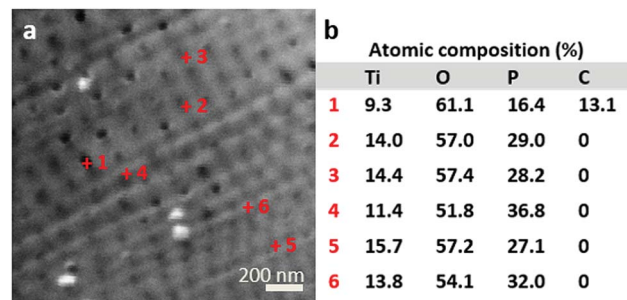 a
+ 3
+ 2
+ 1
+ 4
+ 6
+ 5
200 nm
b
Atomic composition (%)
Ti O P C
1 9.3 61.1 16.4 13.1
2 14.0 57.0 29.0 0
3 14.4 57.4 28.2 0
4 11.4 51.8 36.8 0
5 15.7 57.2 27.1 0
6 13.8 54.1 32.0 0